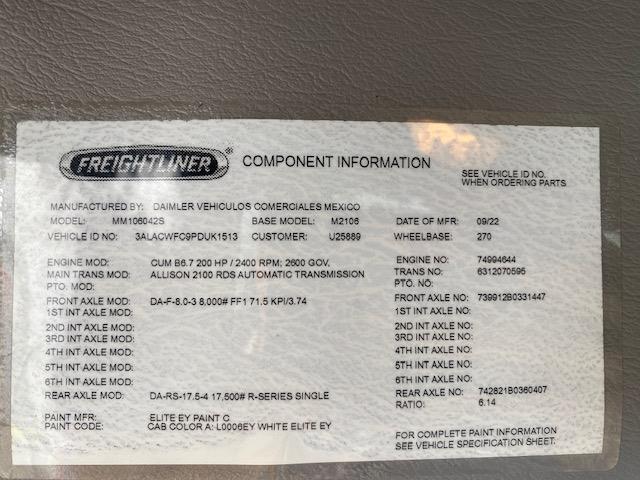 FREIGHTLINER® COMPONENT INFORMATION
SEE VEHICLE ID NO.
WHEN ORDERING PARTS
MANUFACTURED BY: DAIMLER VEHICULOS COMERCIALES MEXICO
MODEL: MM106042S BASE MODEL: M2106 DATE OF MFR: 09/22
VEHICLE ID NO: 3ALACWFC9PDUK1513 CUSTOMER: U25889 WHEELBASE: 270
ENGINE MOD: CUM B6.7 200 HP / 2400 RPM; 2600 GOV, ENGINE NO: 74994644
MAIN TRANS MOD: ALLISON 2100 RDS AUTOMATIC TRANSMISSION TRANS NO: 6312070595
PTO. MOD: PTO. NO:
FRONT AXLE MOD: DA-F-8.0-3 8,000# FF1 71.5 KPI/3.74 FRONT AXLE NO: 739912B0331447
1ST INT AXLE MOD: 1ST INT AXLE NO:
2ND INT AXLE MOD: 2ND INT AXLE NO:
3RD INT AXLE MOD: 3RD INT AXLE NO:
4TH INT AXLE MOD: 4TH INT AXLE NO:
5TH INT AXLE MOD: 5TH INT AXLE NO:
6TH INT AXLE MOD: 6TH INT AXLE NO:
REAR AXLE MOD: DA-RS-17.5-4 17,500# R-SERIES SINGLE REAR AXLE NO: 742821B0360407
RATIO: 6.14
PAINT MFR: ELITE EY PAINT C
PAINT CODE: CAB COLOR A: L0006EY WHITE ELITE EY
FOR COMPLETE PAINT INFORMATION
SEE VEHICLE SPECIFICATION SHEET.